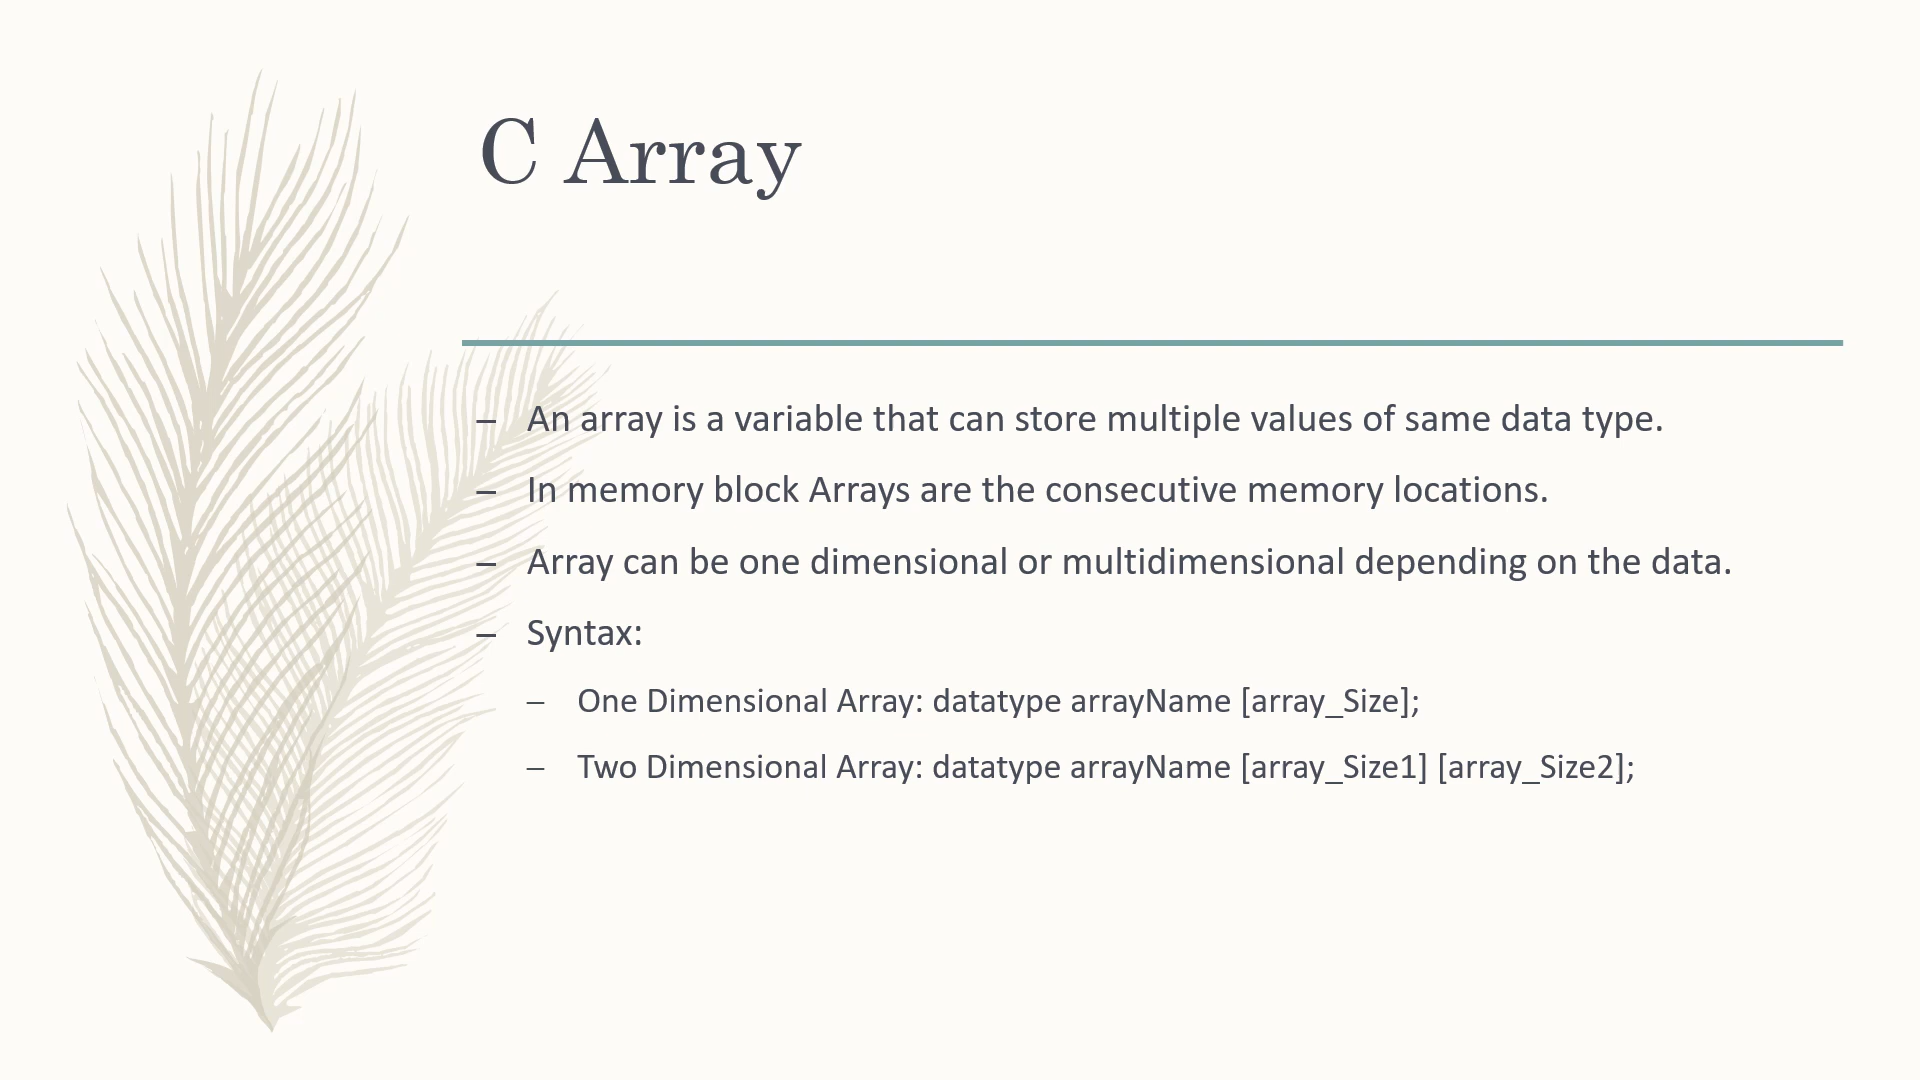 C Array
– An array is a variable that can store multiple values of same data type.
– In memory block Arrays are the consecutive memory locations.
– Array can be one dimensional or multidimensional depending on the data.
– Syntax:
– One Dimensional Array: datatype arrayName [array_Size];
– Two Dimensional Array: datatype arrayName [array_Size1] [array_Size2];